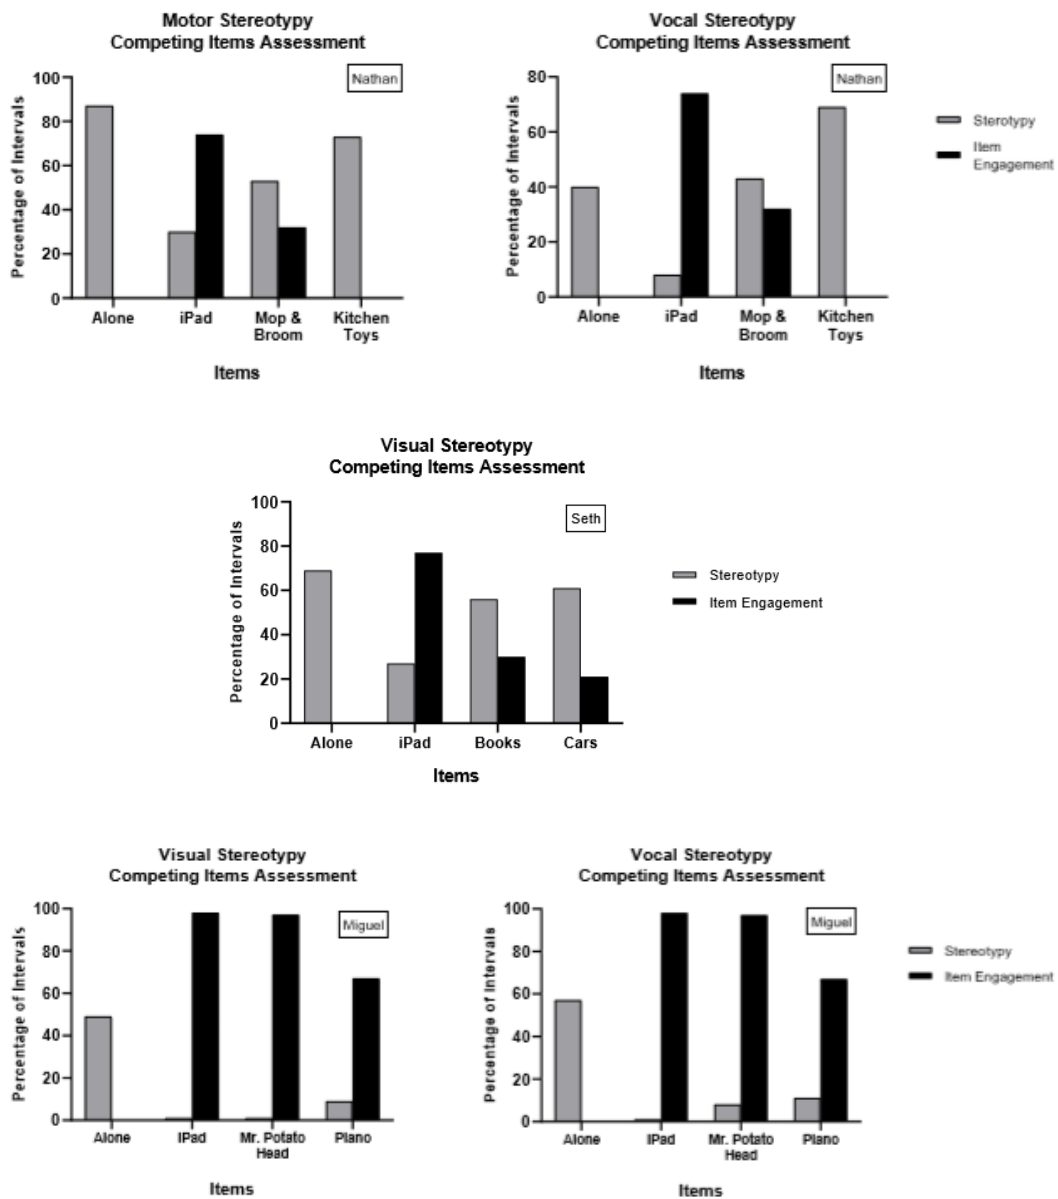 Motor Stereotypy
Competing Items Assessment
Nathan
100
80
60
40
20
0
Percentage of Intervals
Alone
iPad
Mop &
Broom
Kitchen
Toys
Items
Vocal Stereotypy
Competing Items Assessment
Nathan
80
60
40
20
0
Percentage of Intervals
Alone
iPad
Mop &
Broom
Kitchen
Toys
Items
Sterotypy
Item
Engagement
Visual Stereotypy
Competing Items Assessment
Seth
100
80
60
40
20
0
Percentage of Intervals
Alone
iPad
Books
Cars
Items
Stereotypy
Item Engagement
Visual Stereotypy
Competing Items Assessment
Miguel
100
80
60
40
20
0
Percentage of Intervals
Alone
IPad
Mr. Potato
Head
Piano
Items
Vocal Stereotypy
Competing Items Assessment
Miguel
100
80
60
40
20
0
Percentage of Intervals
Alone
IPad
Mr. Potato
Head
Piano
Items
Stereotypy
Item Engagement